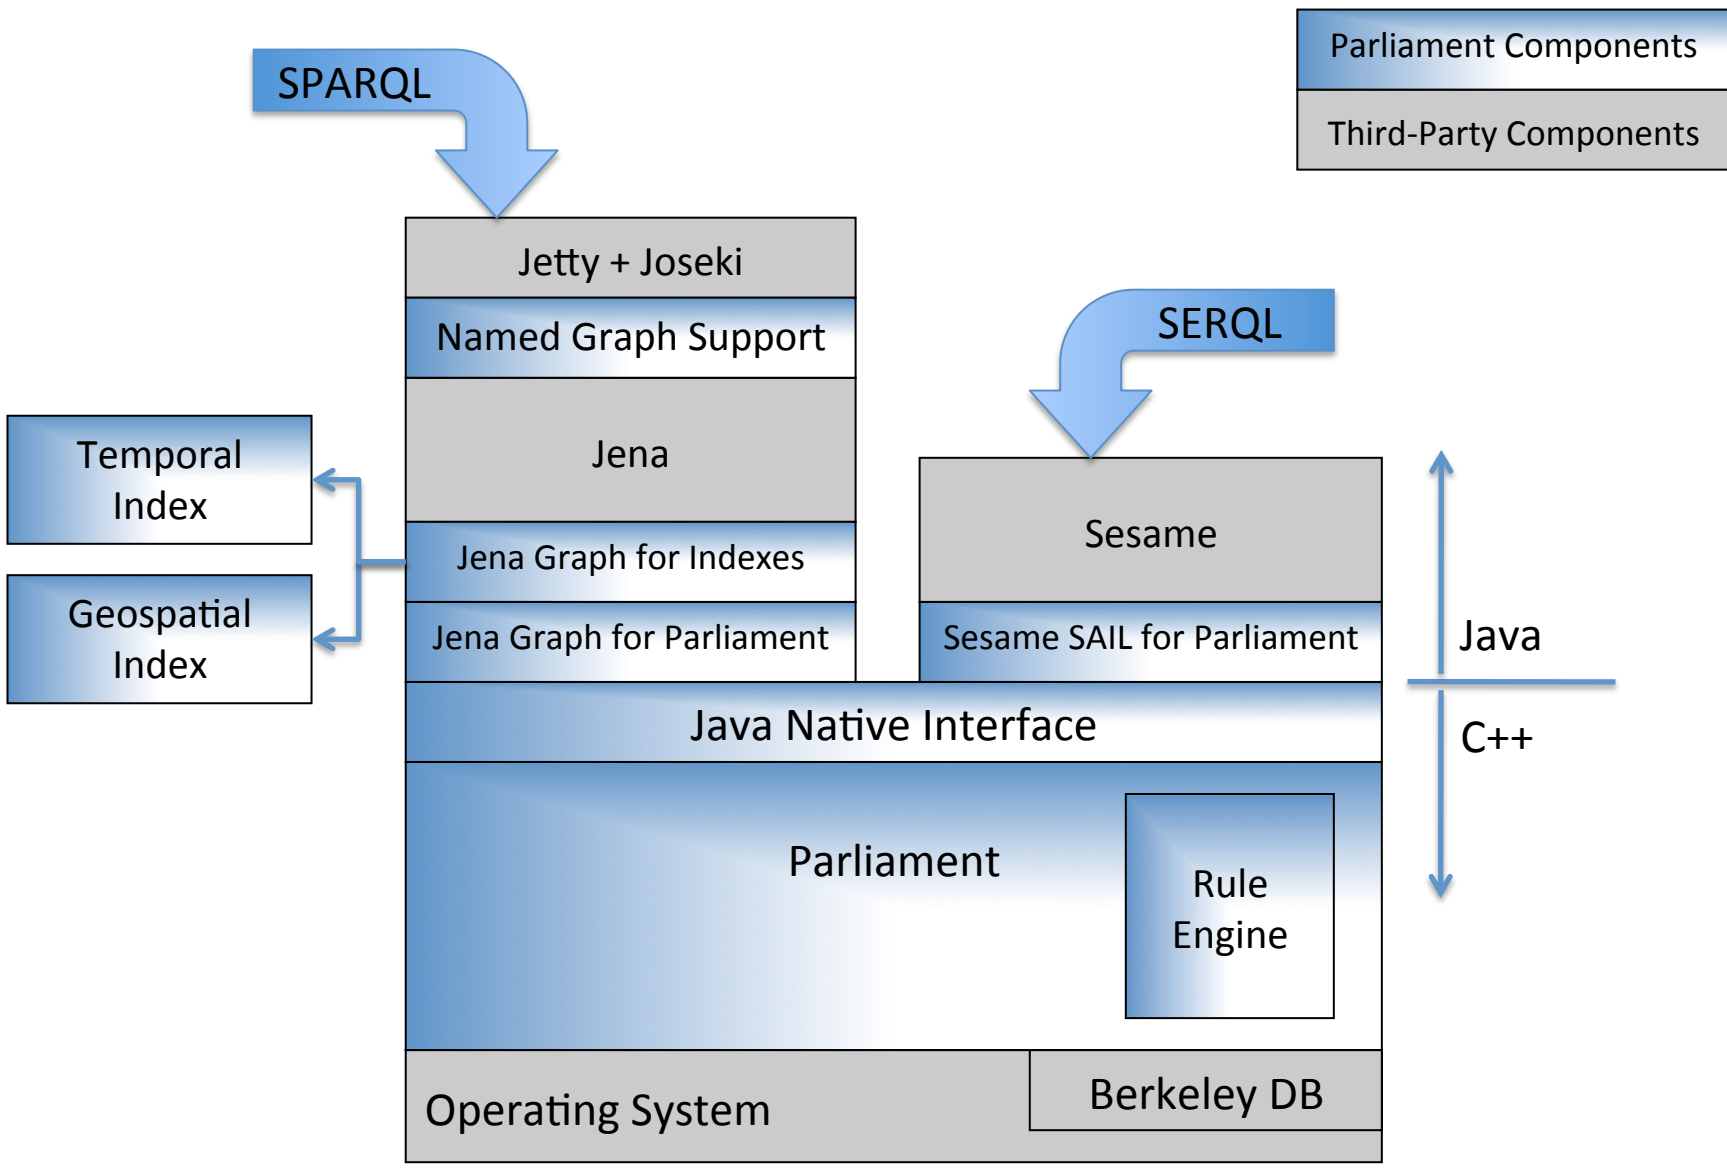 Parliament Components
Third-Party Components
SPARQL
Jetty + Joseki
Named Graph Support
SERQL
Jena
Temporal
Index
Sesame
Jena Graph for Indexes
Geospatial
Index
Jena Graph for Parliament
Sesame SAIL for Parliament
Java
Java Native Interface
C++
Parliament
Rule
Engine
Operating System
Berkeley DB